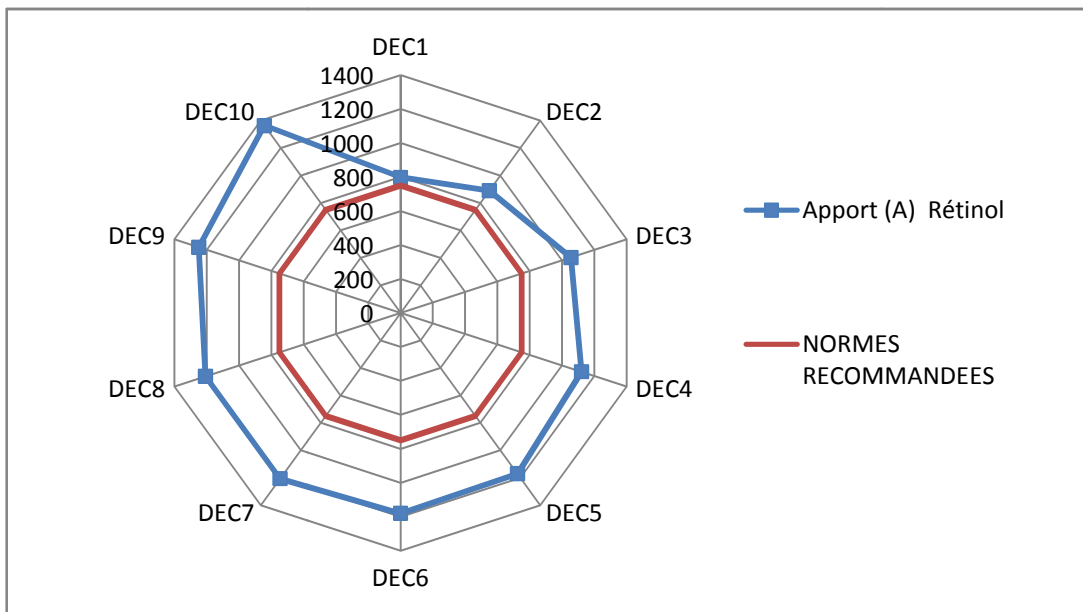 DEC1
1400
1200
1000
800
600
400
200
0
DEC2
DEC3
DEC4
DEC5
DEC6
DEC7
DEC8
DEC9
DEC10
Apport (A) Rétinol
NORMES
RECOMMANDEES